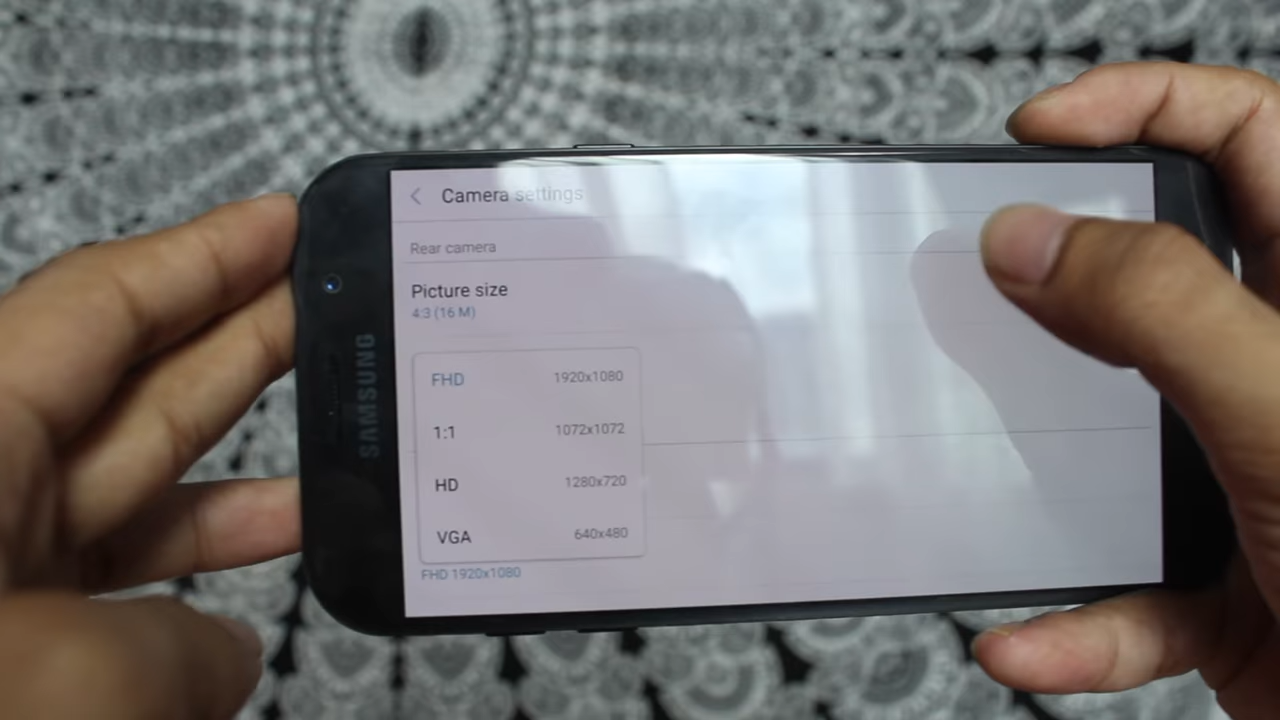 SAMSUNG
Camera settings
Rear camera
Picture size
4:3 (16 M)
FHD 1920x1080
1:1 1072x1072
HD 1280x720
VGA 640x480
FHD 1920x1080